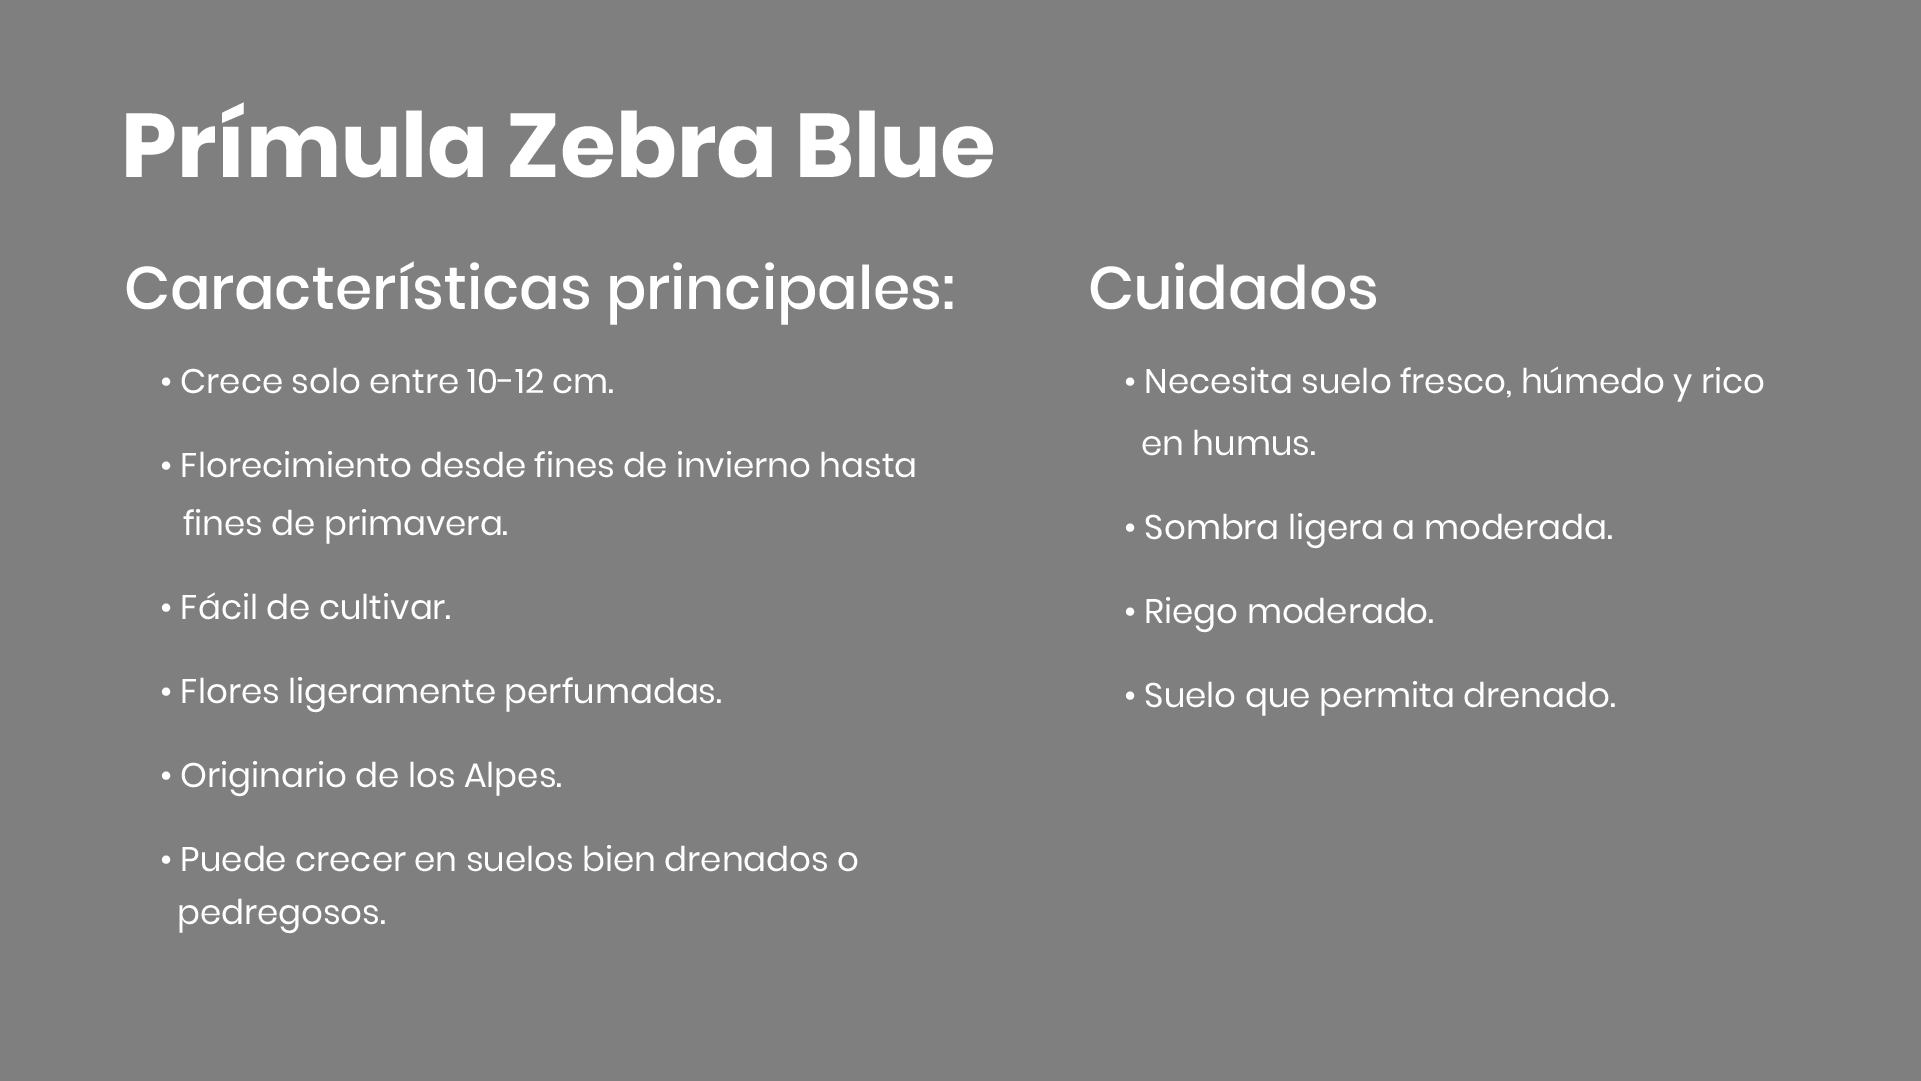 Prímula Zebra Blue
Características principales:
• Crece solo entre 10-12 cm.
• Florecimiento desde fines de invierno hasta
fines de primavera.
• Fácil de cultivar.
• Flores ligeramente perfumadas.
• Originario de los Alpes.
• Puede crecer en suelos bien drenados o
pedregosos.
Cuidados
• Necesita suelo fresco, húmedo y rico
en humus.
• Sombra ligera a moderada.
• Riego moderado.
• Suelo que permita drenado.